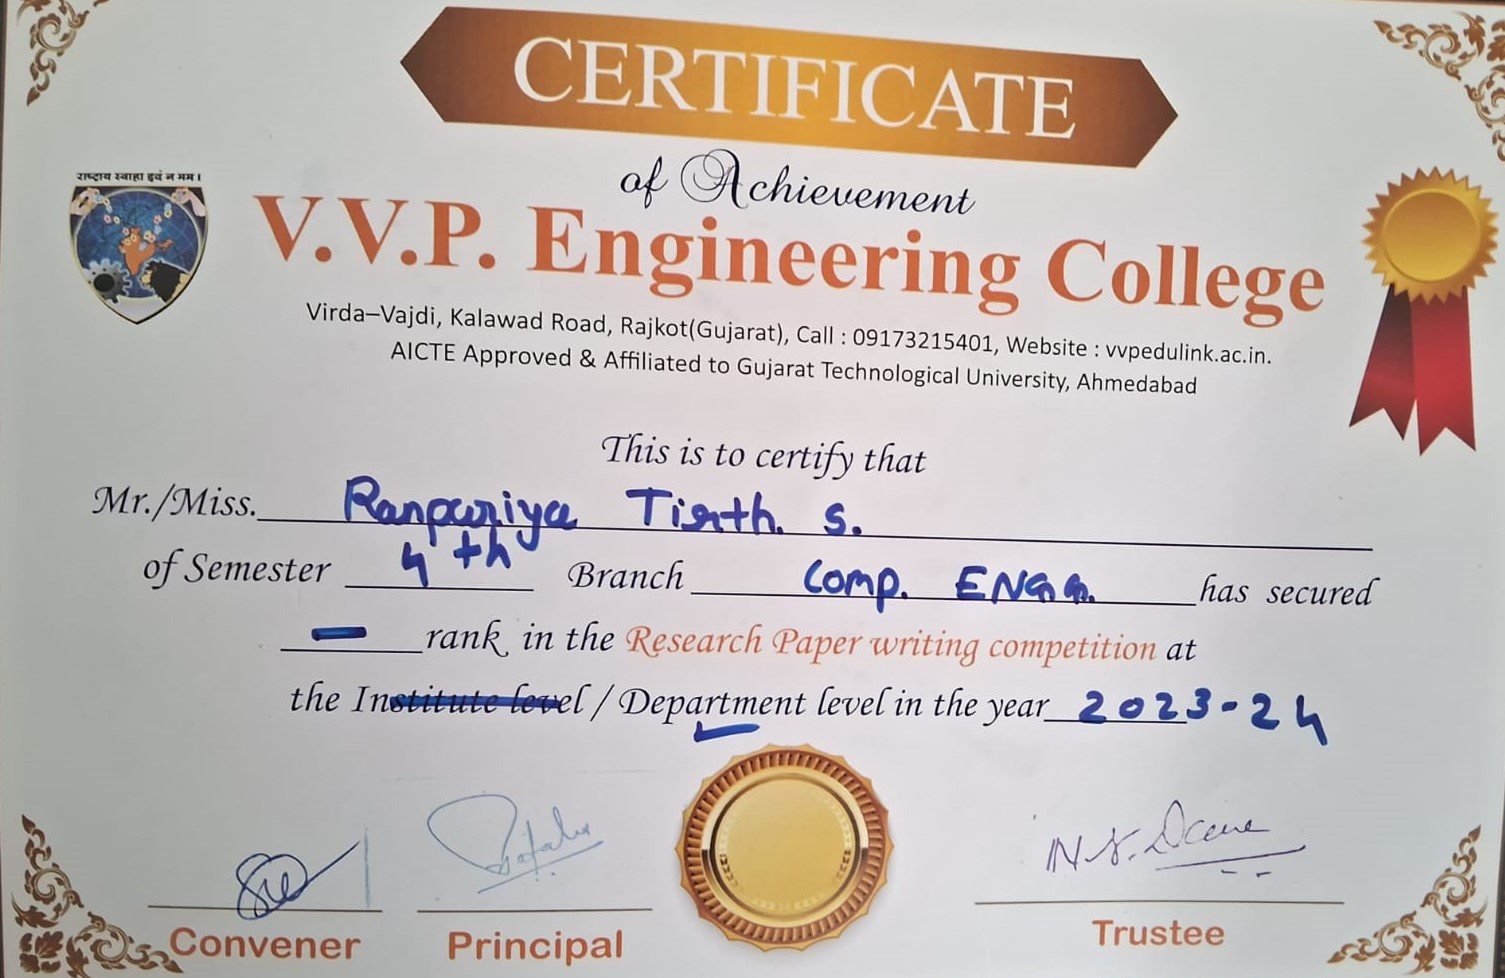 CERTIFICATE
of Achievement
राष्ट्राय स्वाहा इदं न मम।
V.V.P. Engineering College
Virda–Vajdi, Kalawad Road, Rajkot(Gujarat), Call : 09173215401, Website : vvpedulink.ac.in.
AICTE Approved & Affiliated to Gujarat Technological University, Ahmedabad
This is to certify that
Mr./Miss. Ranpariya Tirth. S.
of Semester 4th Branch Comp. ENGG. has secured
— rank in the Research Paper writing competition at
the Institute level / Department level in the year 2023-24
Convener Principal Trustee